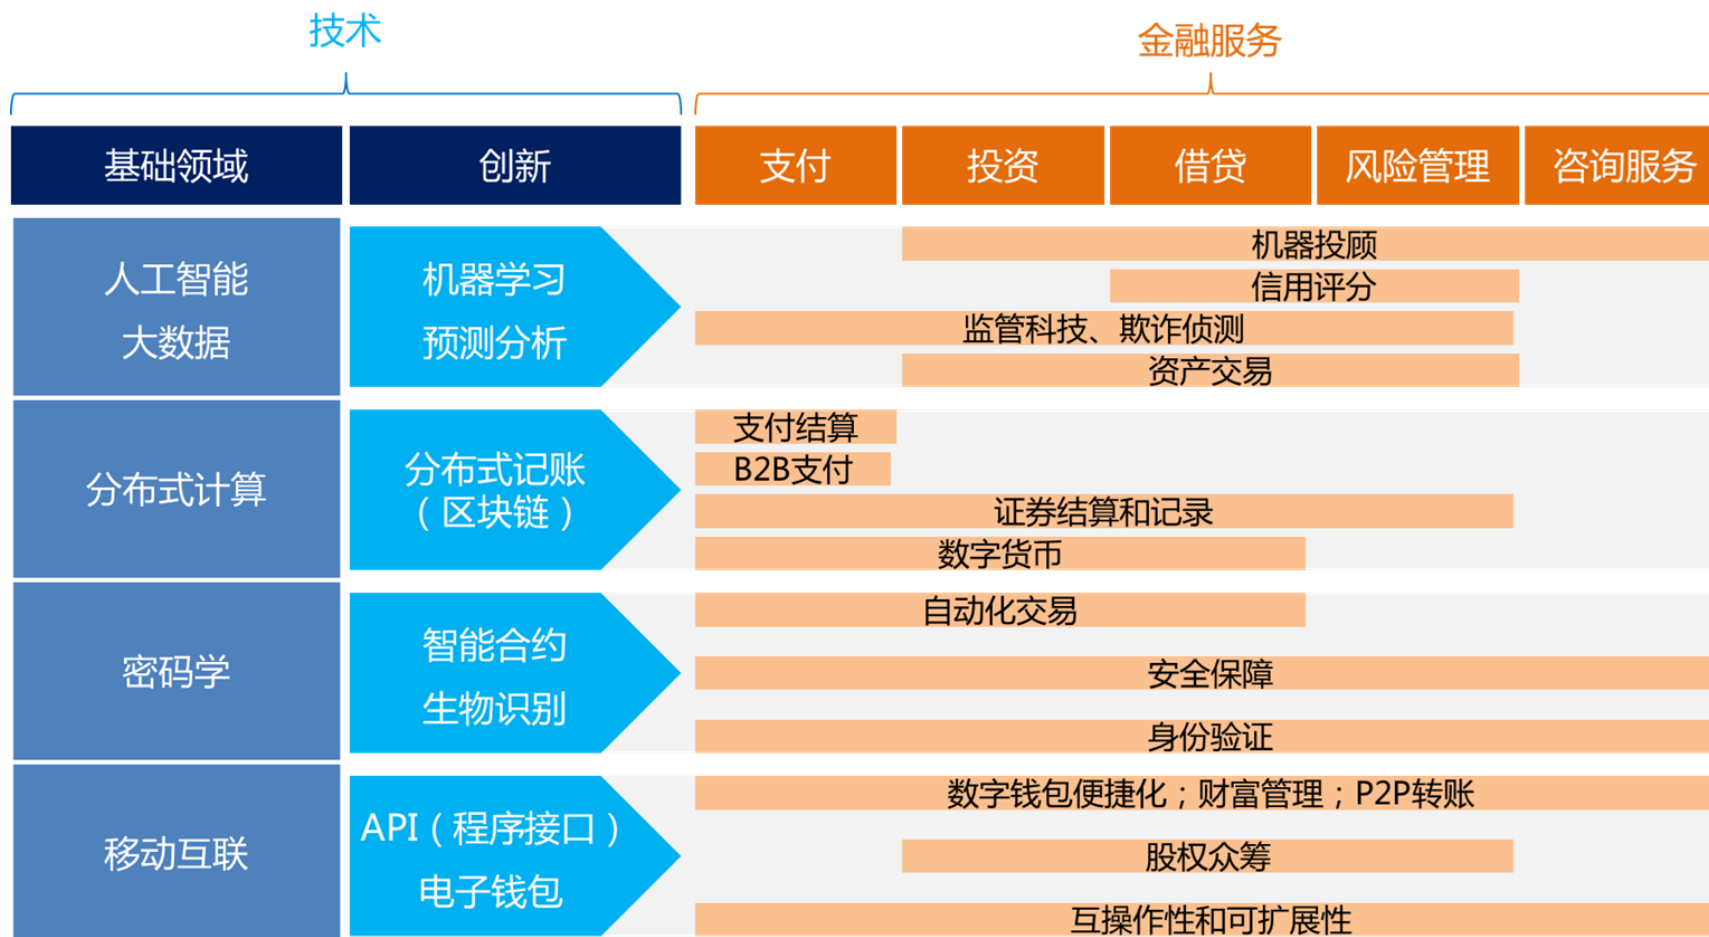 技术
金融服务
基础领域
创新
支付
投资
借贷
风险管理
咨询服务
人工智能
大数据
机器学习
预测分析
机器投顾
信用评分
监管科技、欺诈侦测
资产交易
分布式计算
分布式记账
（区块链）
支付结算
B2B支付
证券结算和记录
数字货币
密码学
智能合约
生物识别
自动化交易
安全保障
身份验证
移动互联
API（程序接口）
电子钱包
数字钱包便捷化；财富管理；P2P转账
股权众筹
互操作性和可扩展性